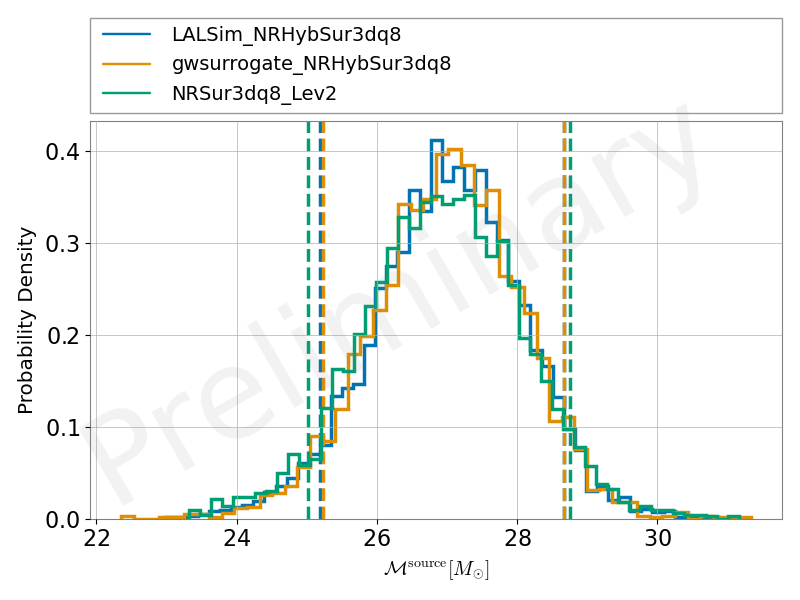 LALSim_NRHybSur3dq8
gwsurrogate_NRHybSur3dq8
NRSur3dq8_Lev2
Preliminary
Probability Density
0.4
0.3
0.2
0.1
0.0
22 24 26 28 30
ℳ^source [M_⊙]